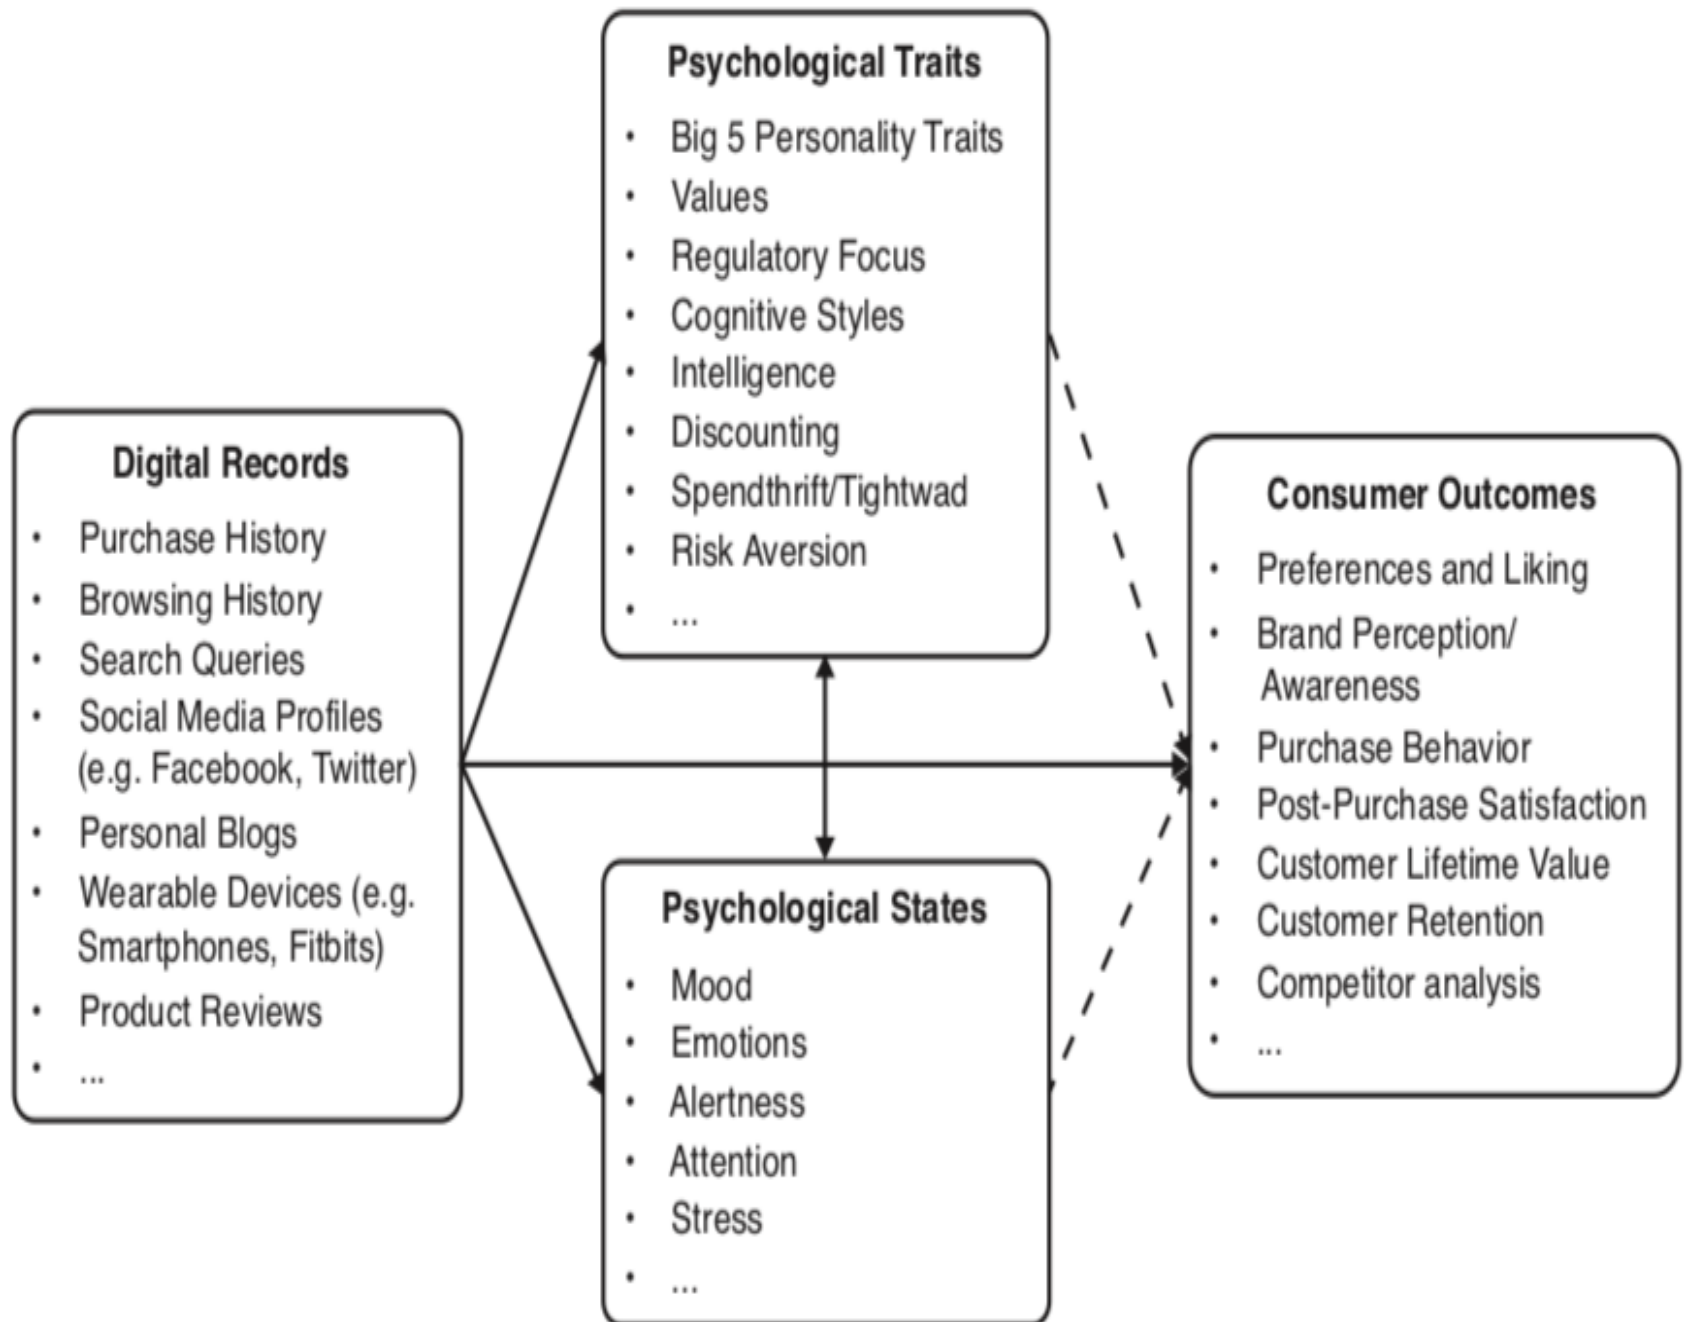 Psychological Traits
• Big 5 Personality Traits
• Values
• Regulatory Focus
• Cognitive Styles
• Intelligence
• Discounting
• Spendthrift/Tightwad
• Risk Aversion
• ...
Digital Records
• Purchase History
• Browsing History
• Search Queries
• Social Media Profiles
(e.g. Facebook, Twitter)
• Personal Blogs
• Wearable Devices (e.g.
Smartphones, Fitbits)
• Product Reviews
• ...
Psychological States
• Mood
• Emotions
• Alertness
• Attention
• Stress
• ...
Consumer Outcomes
• Preferences and Liking
• Brand Perception/
Awareness
• Purchase Behavior
• Post-Purchase Satisfaction
• Customer Lifetime Value
• Customer Retention
• Competitor analysis
• ...